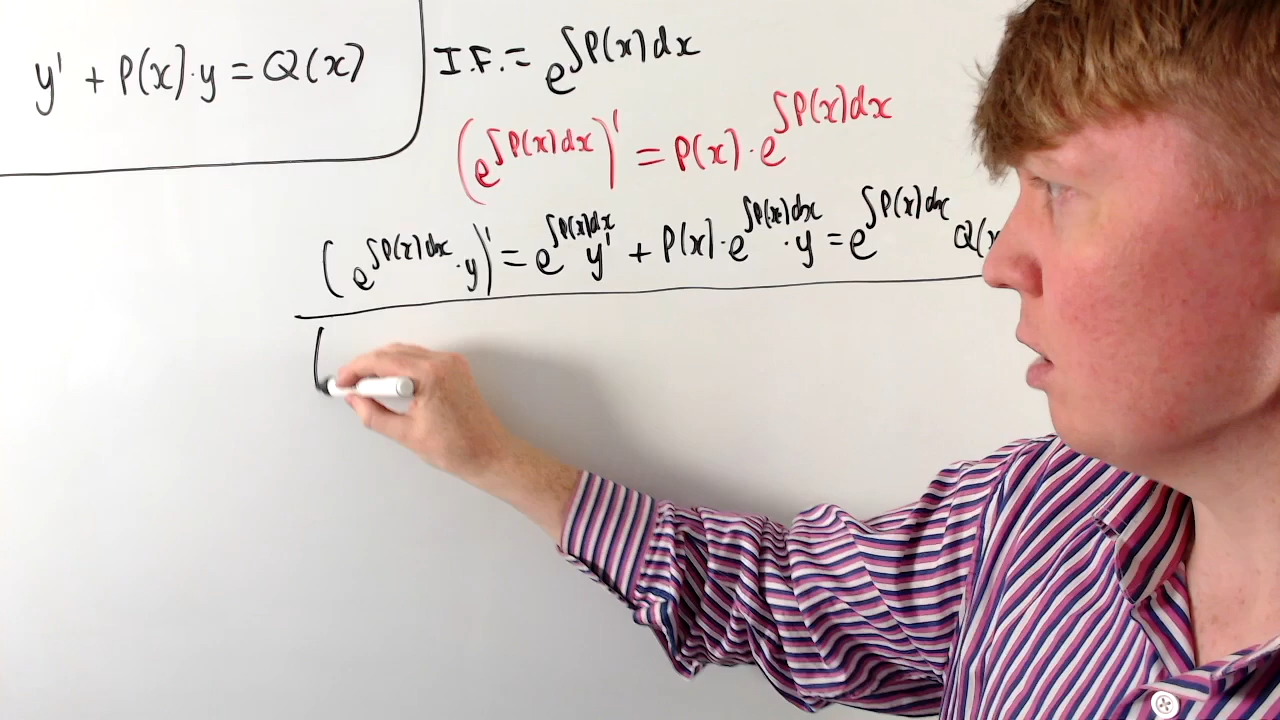 y' + P(x)·y = Q(x)
I.F. = e^∫P(x)dx
(e^∫P(x)dx)' = P(x)·e^∫P(x)dx
(e^∫P(x)dx·y)' = e^∫P(x)dx y' + P(x)·e^∫P(x)dx·y = e^∫P(x)dx Q(x